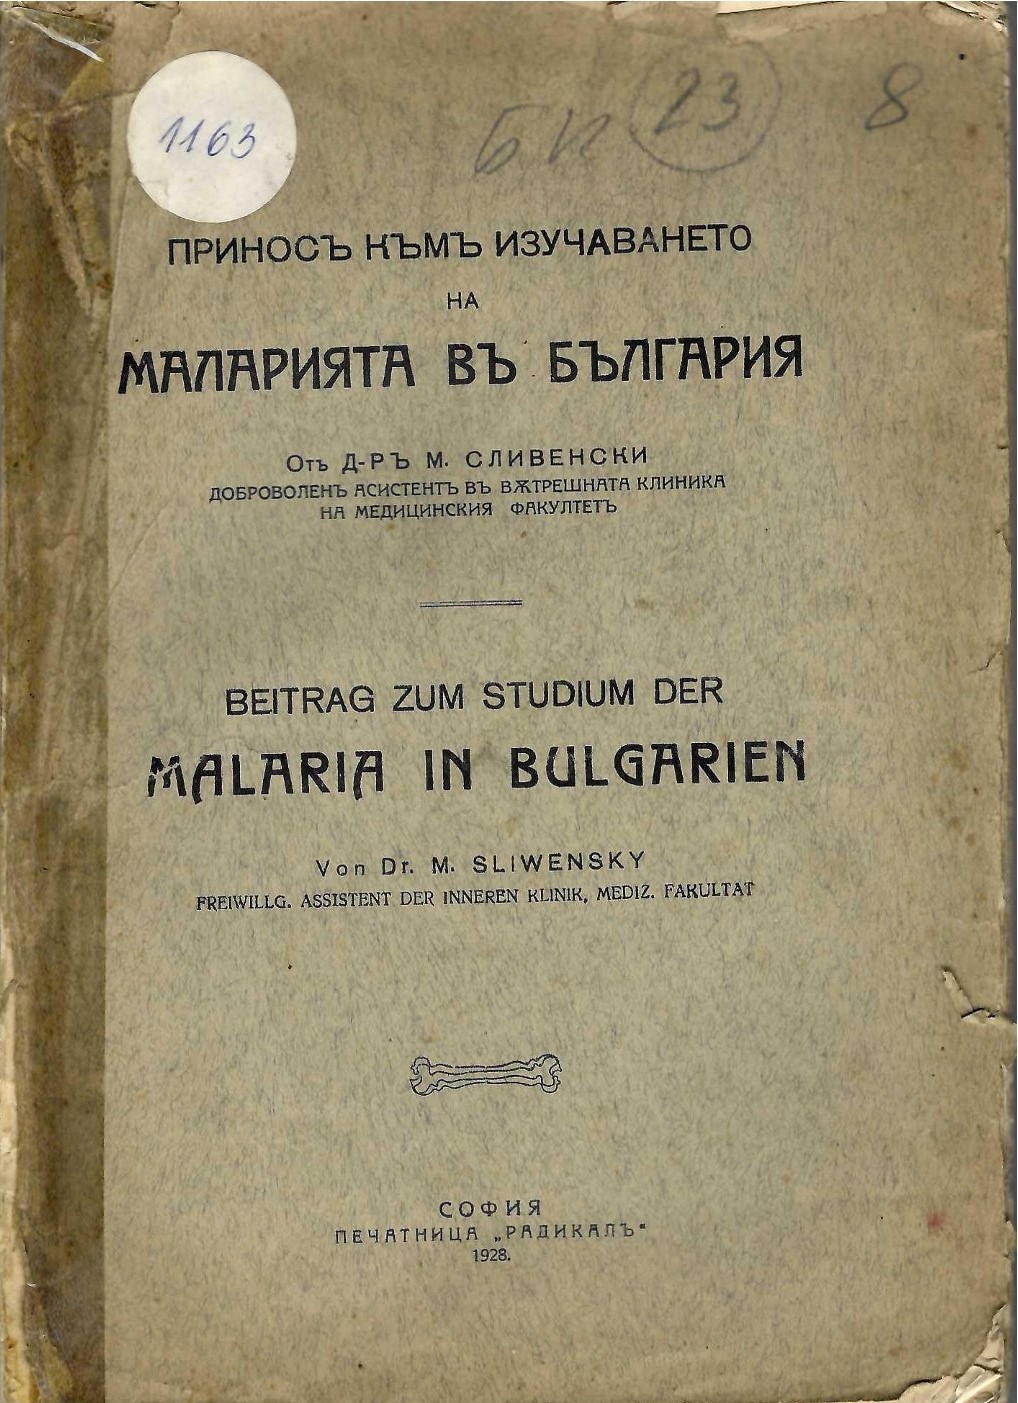 1163
БИ 23 8
ПРИНОСЪ КЪМЪ ИЗУЧАВАНЕТО
НА
МАЛАРИЯТА ВЪ БЪЛГАРИЯ
Отъ Д-РЪ М. СЛИВЕНСКИ
ДОБРОВОЛЕНЪ АСИСТЕНТЪ ВЪ ВѪТРЕШНАТА КЛИНИКА
НА МЕДИЦИНСКИЯ ФАКУЛТЕТЪ
BEITRAG ZUM STUDIUM DER
MALARIA IN BULGARIEN
Von Dr. M. SLIWENSKY
FREIWILLG. ASSISTENT DER INNEREN KLINIK, MEDIZ. FAKULTAT
СОФИЯ
ПЕЧАТНИЦА „РАДИКАЛЪ"
1928.